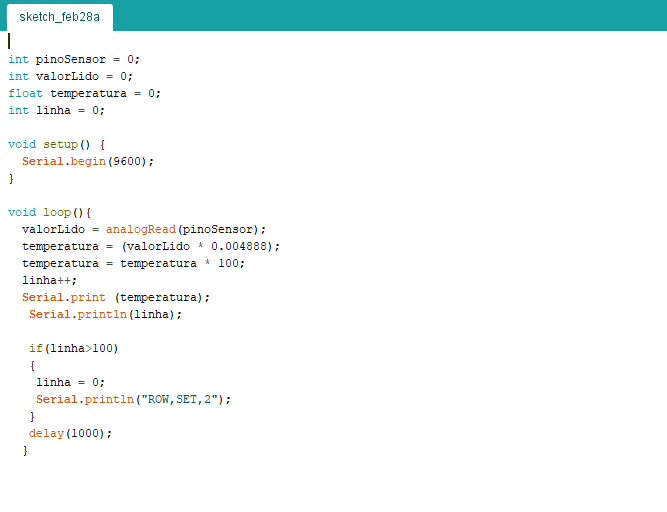 sketch_feb28a
int pinoSensor = 0;
int valorLido = 0;
float temperatura = 0;
int linha = 0;
void setup() {
Serial.begin(9600);
}
void loop(){
valorLido = analogRead(pinoSensor);
temperatura = (valorLido * 0.004888);
temperatura = temperatura * 100;
linha++;
Serial.print (temperatura);
Serial.println(linha);
if(linha>100)
{
linha = 0;
Serial.println("ROW,SET,2");
}
delay(1000);
}